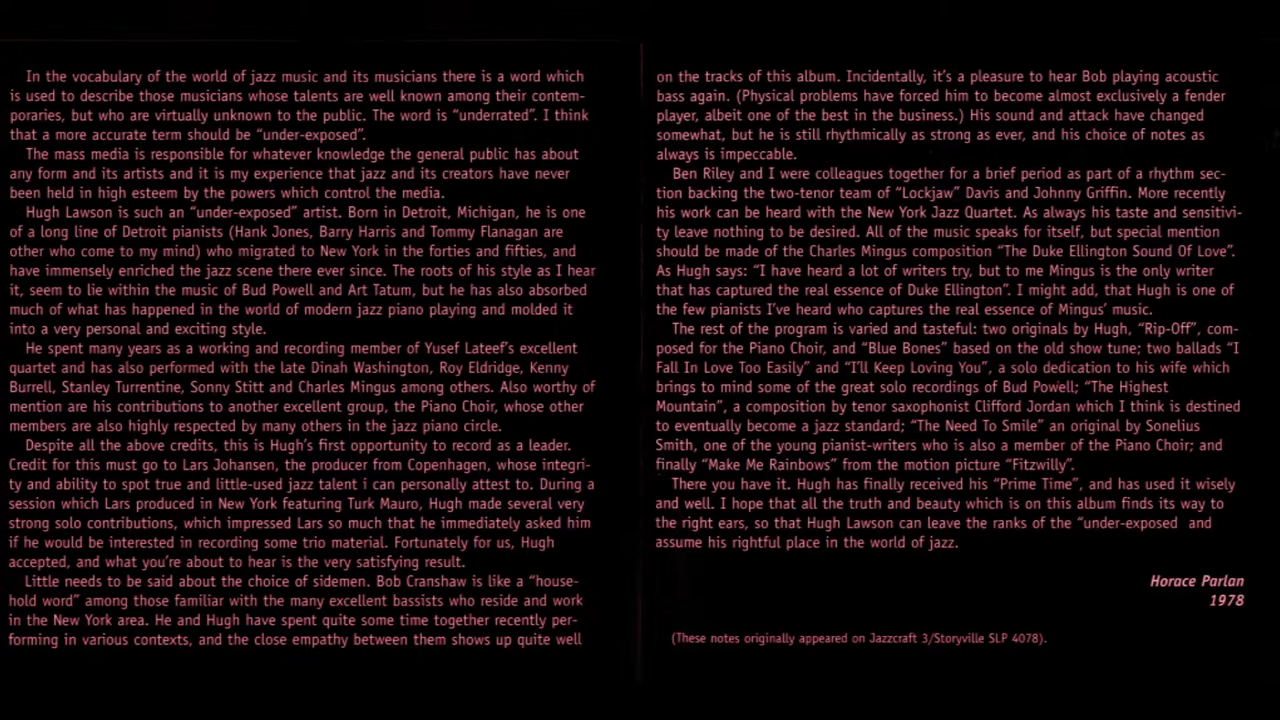 In the vocabulary of the world of jazz music and its musicians there is a word which
is used to describe those musicians whose talents are well known among their contem-
poraries, but who are virtually unknown to the public. The word is “underrated”. I think
that a more accurate term should be “under-exposed”.
The mass media is responsible for whatever knowledge the general public has about
any form and its artists and it is my experience that jazz and its creators have never
been held in high esteem by the powers which control the media.
Hugh Lawson is such an “under-exposed” artist. Born in Detroit, Michigan, he is one
of a long line of Detroit pianists (Hank Jones, Barry Harris and Tommy Flanagan are
other who come to my mind) who migrated to New York in the forties and fifties, and
have immensely enriched the jazz scene there ever since. The roots of his style as I hear
it, seem to lie within the music of Bud Powell and Art Tatum, but he has also absorbed
much of what has happened in the world of modern jazz piano playing and molded it
into a very personal and exciting style.
He spent many years as a working and recording member of Yusef Lateef’s excellent
quartet and has also performed with the late Dinah Washington, Roy Eldridge, Kenny
Burrell, Stanley Turrentine, Sonny Stitt and Charles Mingus among others. Also worthy of
mention are his contributions to another excellent group, the Piano Choir, whose other
members are also highly respected by many others in the jazz piano circle.
Despite all the above credits, this is Hugh’s first opportunity to record as a leader.
Credit for this must go to Lars Johansen, the producer from Copenhagen, whose integri-
ty and ability to spot true and little-used jazz talent i can personally attest to. During a
session which Lars produced in New York featuring Turk Mauro, Hugh made several very
strong solo contributions, which impressed Lars so much that he immediately asked him
if he would be interested in recording some trio material. Fortunately for us, Hugh
accepted, and what you’re about to hear is the very satisfying result.
Little needs to be said about the choice of sidemen. Bob Cranshaw is like a “house-
hold word” among those familiar with the many excellent bassists who reside and work
in the New York area. He and Hugh have spent quite some time together recently per-
forming in various contexts, and the close empathy between them shows up quite well
on the tracks of this album. Incidentally, it’s a pleasure to hear Bob playing acoustic
bass again. (Physical problems have forced him to become almost exclusively a fender
player, albeit one of the best in the business.) His sound and attack have changed
somewhat, but he is still rhythmically as strong as ever, and his choice of notes as
always is impeccable.
Ben Riley and I were colleagues together for a brief period as part of a rhythm sec-
tion backing the two-tenor team of “Lockjaw” Davis and Johnny Griffin. More recently
his work can be heard with the New York Jazz Quartet. As always his taste and sensitivi-
ty leave nothing to be desired. All of the music speaks for itself, but special mention
should be made of the Charles Mingus composition “The Duke Ellington Sound Of Love”.
As Hugh says: “I have heard a lot of writers try, but to me Mingus is the only writer
that has captured the real essence of Duke Ellington”. I might add, that Hugh is one of
the few pianists I’ve heard who captures the real essence of Mingus’ music.
The rest of the program is varied and tasteful: two originals by Hugh, “Rip-Off”, com-
posed for the Piano Choir, and “Blue Bones” based on the old show tune; two ballads “I
Fall In Love Too Easily” and “I’ll Keep Loving You”, a solo dedication to his wife which
brings to mind some of the great solo recordings of Bud Powell; “The Highest
Mountain”, a composition by tenor saxophonist Clifford Jordan which I think is destined
to eventually become a jazz standard; “The Need To Smile” an original by Sonelius
Smith, one of the young pianist-writers who is also a member of the Piano Choir; and
finally “Make Me Rainbows” from the motion picture “Fitzwilly”.
There you have it. Hugh has finally received his “Prime Time”, and has used it wisely
and well. I hope that all the truth and beauty which is on this album finds its way to
the right ears, so that Hugh Lawson can leave the ranks of the “under-exposed and
assume his rightful place in the world of jazz.
Horace Parlan
1978
(These notes originally appeared on Jazzcraft 3/Storyville SLP 4078).